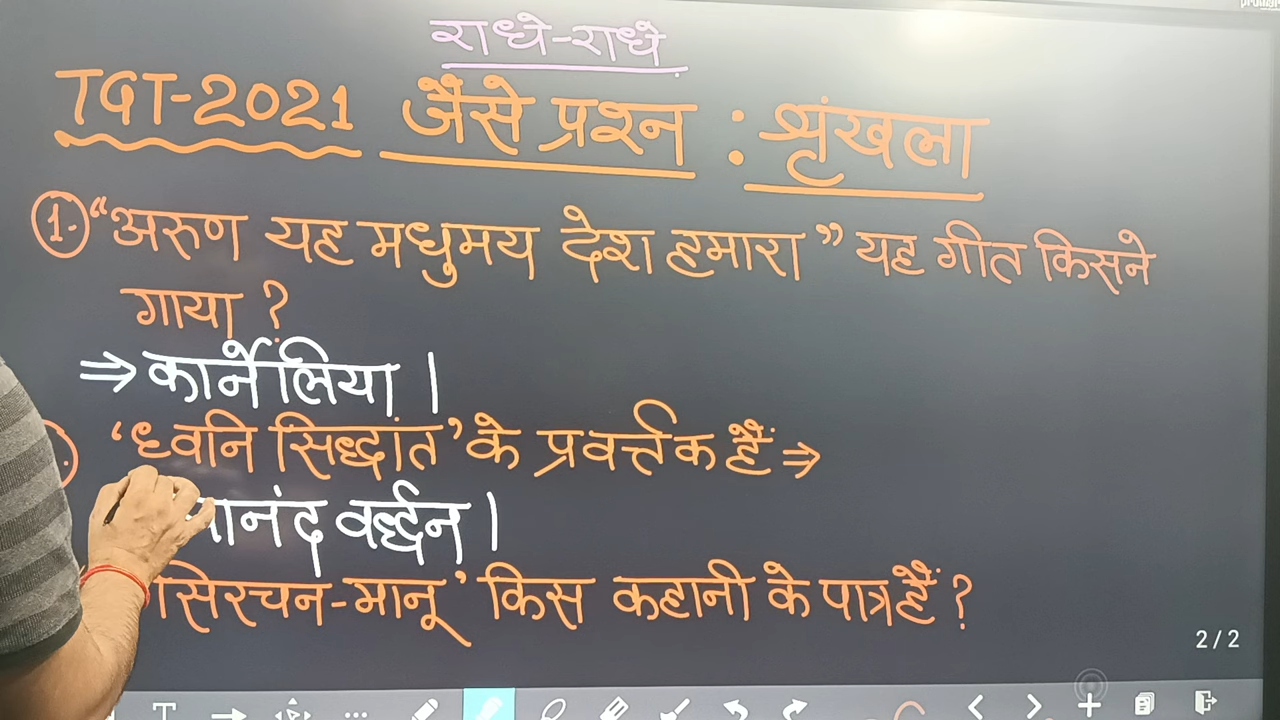 राधे-राधे
TGT-2021 जैसे प्रश्न : श्रृंखला
1. “अरुण यह मधुमय देश हमारा” यह गीत किसने
गाया ?
⇒ कार्नेलिया ।
‘ध्वनि सिद्धांत’ के प्रवर्त्तक हैं ⇒
वर्द्धन ।
सिरचन-मानू’ किस कहानी के पात्र हैं ?
2/2